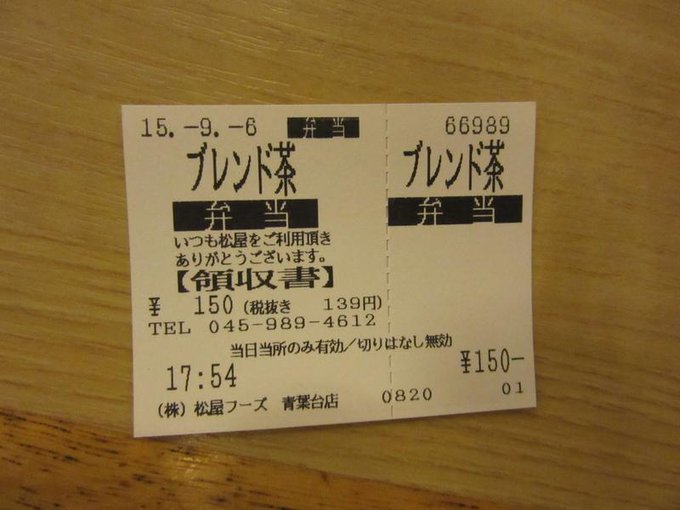 15.-9.-6 弁当 66989
ブレンド茶 ブレンド茶
弁当 弁当
いつも松屋をご利用頂き
ありがとうございます。
【領収書】
¥ 150 (税抜き 139円)
TEL 045-989-4612
当日当所のみ有効/切りはなし無効
17:54 ¥150-
(株) 松屋フーズ 青葉台店 0820 01